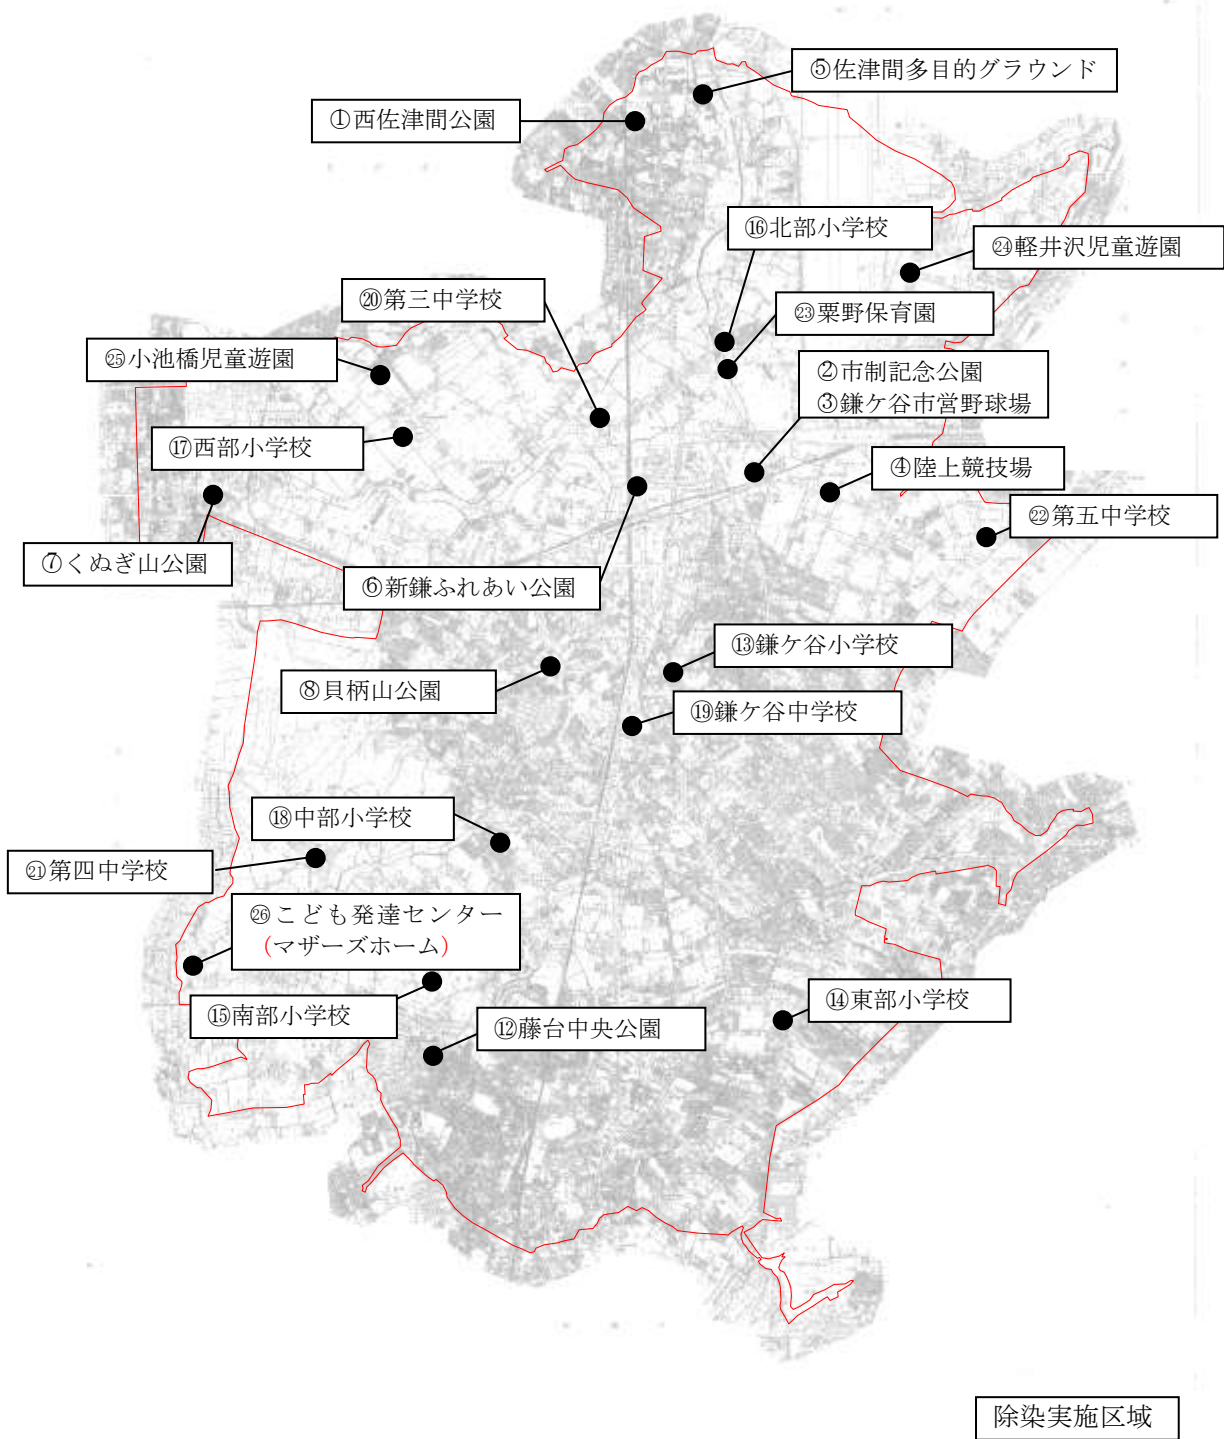 ⑤佐津間多目的グラウンド
①西佐津間公園
⑯北部小学校
㉔軽井沢児童遊園
⑳第三中学校
㉓粟野保育園
㉕小池橋児童遊園
②市制記念公園
③鎌ケ谷市営野球場
⑰西部小学校
④陸上競技場
㉒第五中学校
⑦くぬぎ山公園
⑥新鎌ふれあい公園
⑬鎌ケ谷小学校
⑧貝柄山公園
⑲鎌ケ谷中学校
⑱中部小学校
㉑第四中学校
㉖こども発達センター
(マザーズホーム)
⑭東部小学校
⑮南部小学校
⑫藤台中央公園
除染実施区域